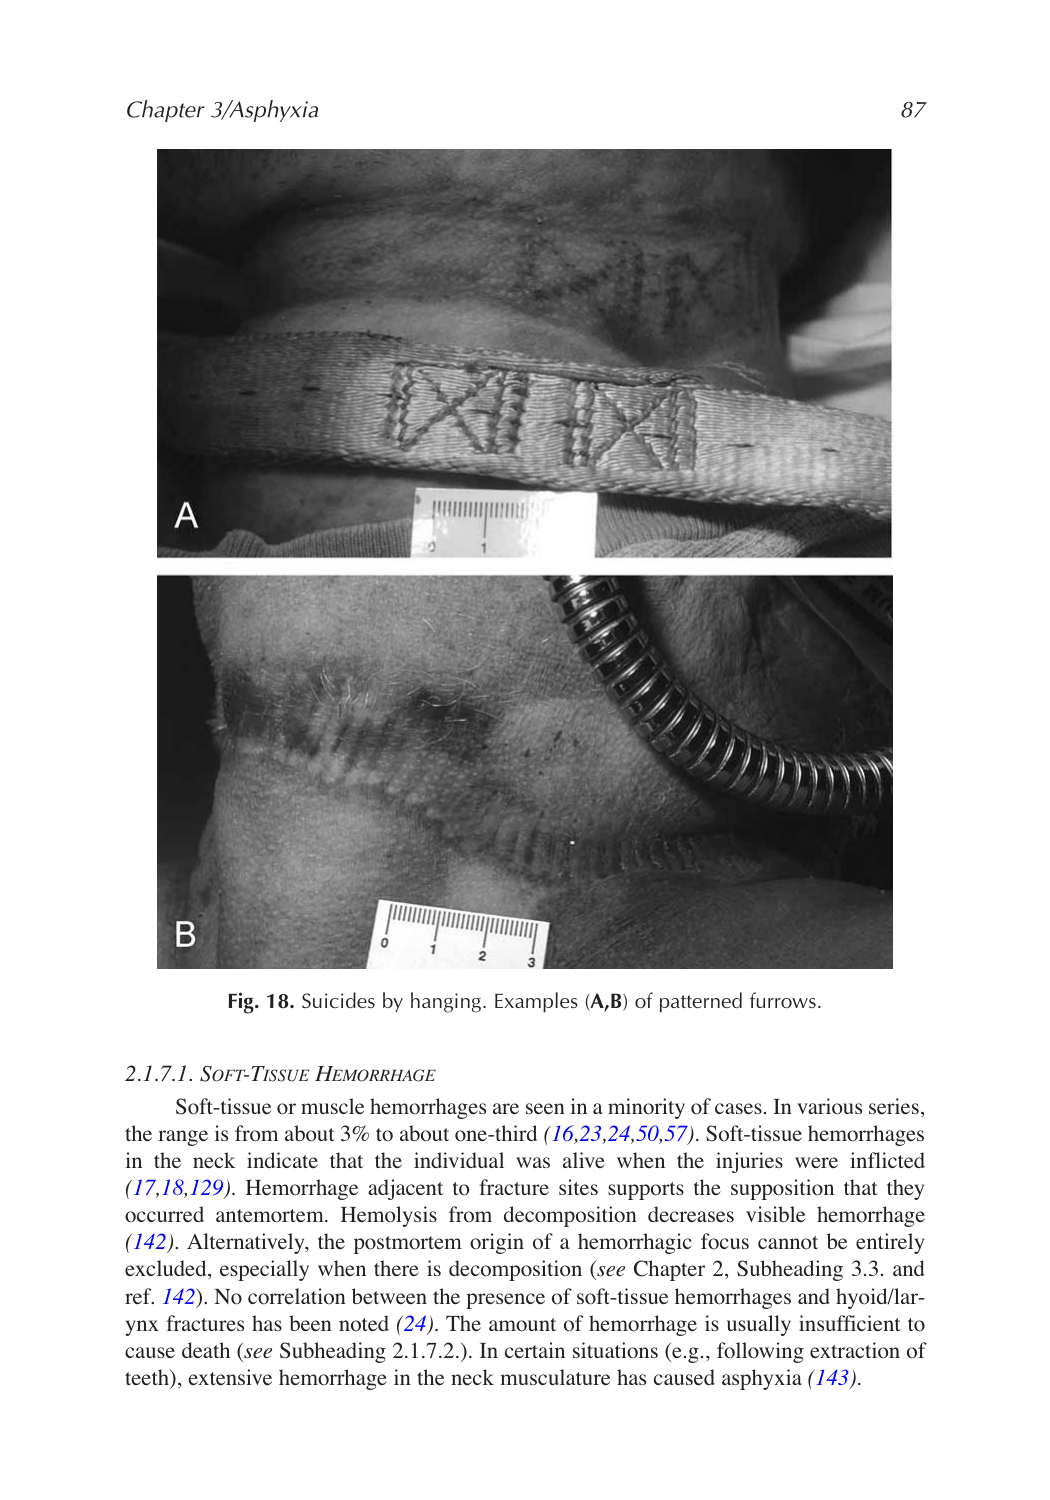 Chapter 3/Asphyxia 87
A
0 1
B
0 1 2 3
Fig. 18. Suicides by hanging. Examples (A,B) of patterned furrows.
2.1.7.1. SOFT-TISSUE HEMORRHAGE
Soft-tissue or muscle hemorrhages are seen in a minority of cases. In various series,
the range is from about 3% to about one-third (16,23,24,50,57). Soft-tissue hemorrhages
in the neck indicate that the individual was alive when the injuries were inflicted
(17,18,129). Hemorrhage adjacent to fracture sites supports the supposition that they
occurred antemortem. Hemolysis from decomposition decreases visible hemorrhage
(142). Alternatively, the postmortem origin of a hemorrhagic focus cannot be entirely
excluded, especially when there is decomposition (see Chapter 2, Subheading 3.3. and
ref. 142). No correlation between the presence of soft-tissue hemorrhages and hyoid/lar-
ynx fractures has been noted (24). The amount of hemorrhage is usually insufficient to
cause death (see Subheading 2.1.7.2.). In certain situations (e.g., following extraction of
teeth), extensive hemorrhage in the neck musculature has caused asphyxia (143).